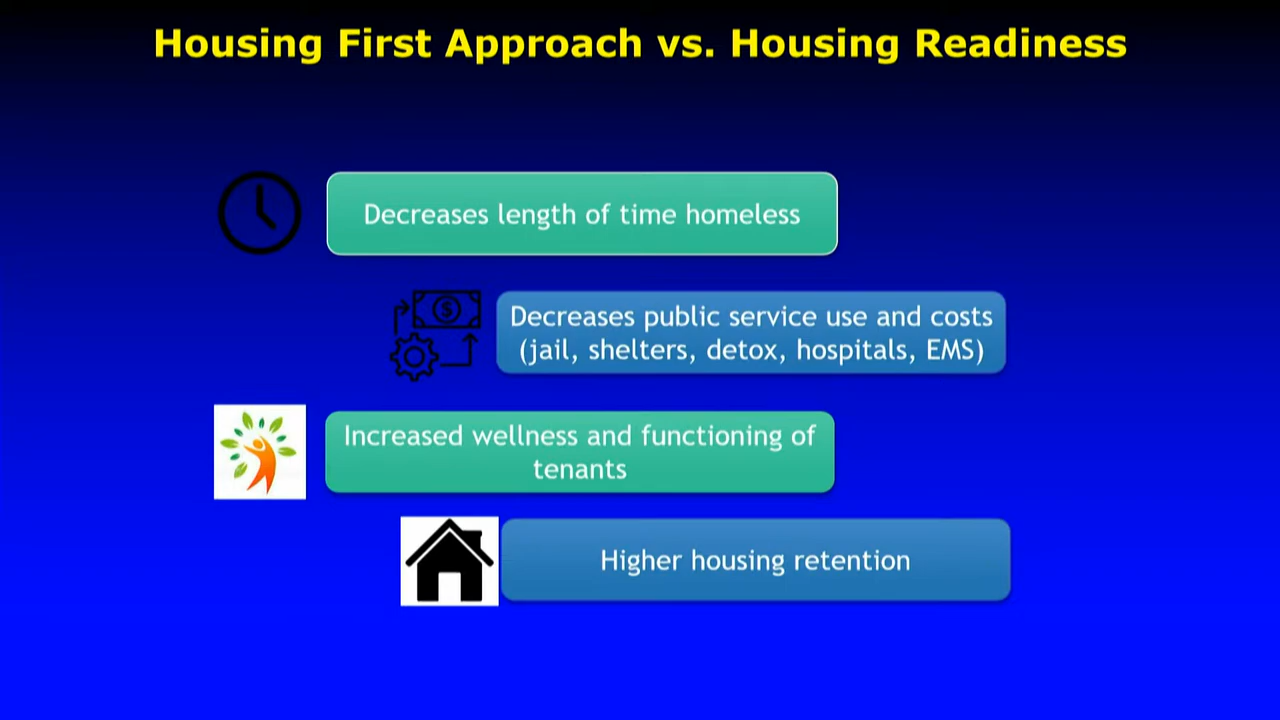 Housing First Approach vs. Housing Readiness
Decreases length of time homeless
$
Decreases public service use and costs
(jail, shelters, detox, hospitals, EMS)
Increased wellness and functioning of
tenants
Higher housing retention